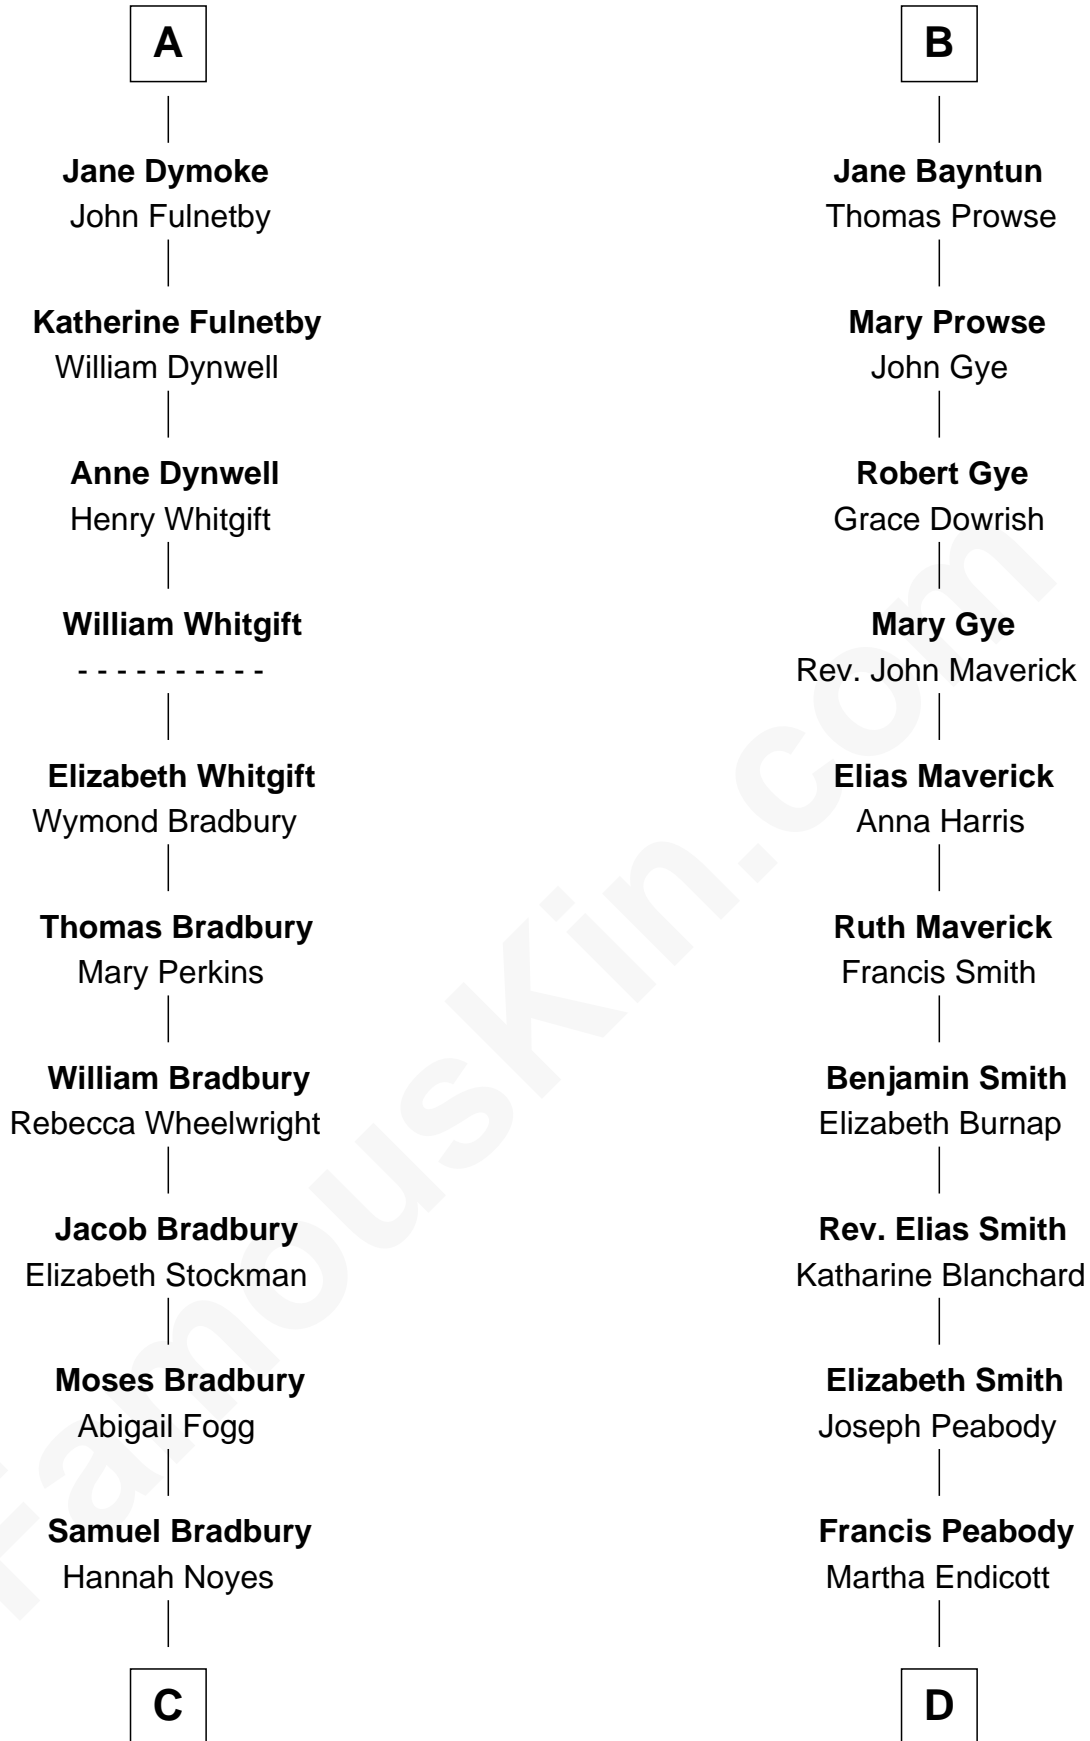 A
B
Jane Dymoke
John Fulnetby
Jane Bayntun
Thomas Prowse
Katherine Fulnetby
William Dynwell
Mary Prowse
John Gye
Anne Dynwell
Henry Whitgift
Robert Gye
Grace Dowrish
William Whitgift
- - - - - - - - - -
Mary Gye
Rev. John Maverick
Elizabeth Whitgift
Wymond Bradbury
Elias Maverick
Anna Harris
Thomas Bradbury
Mary Perkins
Ruth Maverick
Francis Smith
William Bradbury
Rebecca Wheelwright
Benjamin Smith
Elizabeth Burnap
Jacob Bradbury
Elizabeth Stockman
Rev. Elias Smith
Katharine Blanchard
Moses Bradbury
Abigail Fogg
Elizabeth Smith
Joseph Peabody
Samuel Bradbury
Hannah Noyes
Francis Peabody
Martha Endicott
C
D
FamousKin.com